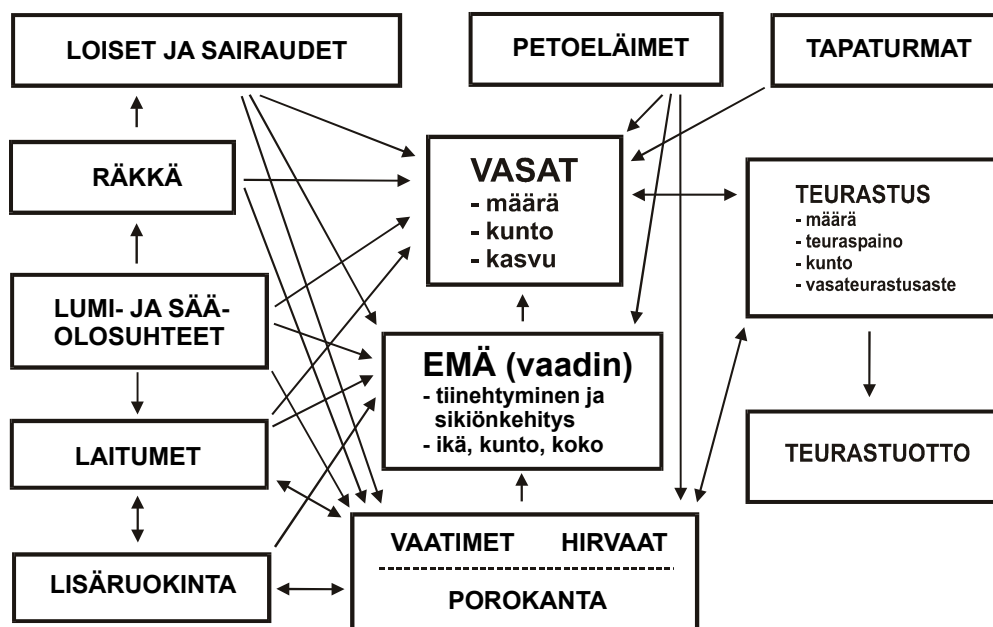 LOISET JA SAIRAUDET
PETOELÄIMET
TAPATURMAT
RÄKKÄ
VASAT
- määrä
- kunto
- kasvu
TEURASTUS
- määrä
- teuraspaino
- kunto
- vasateurastusaste
LUMI- JA SÄÄ-
OLOSUHTEET
EMÄ (vaadin)
- tiinehtyminen ja
sikiönkehitys
- ikä, kunto, koko
LAITUMET
TEURASTUOTTO
VAATIMET HIRVAAT
LISÄRUOKINTA
POROKANTA